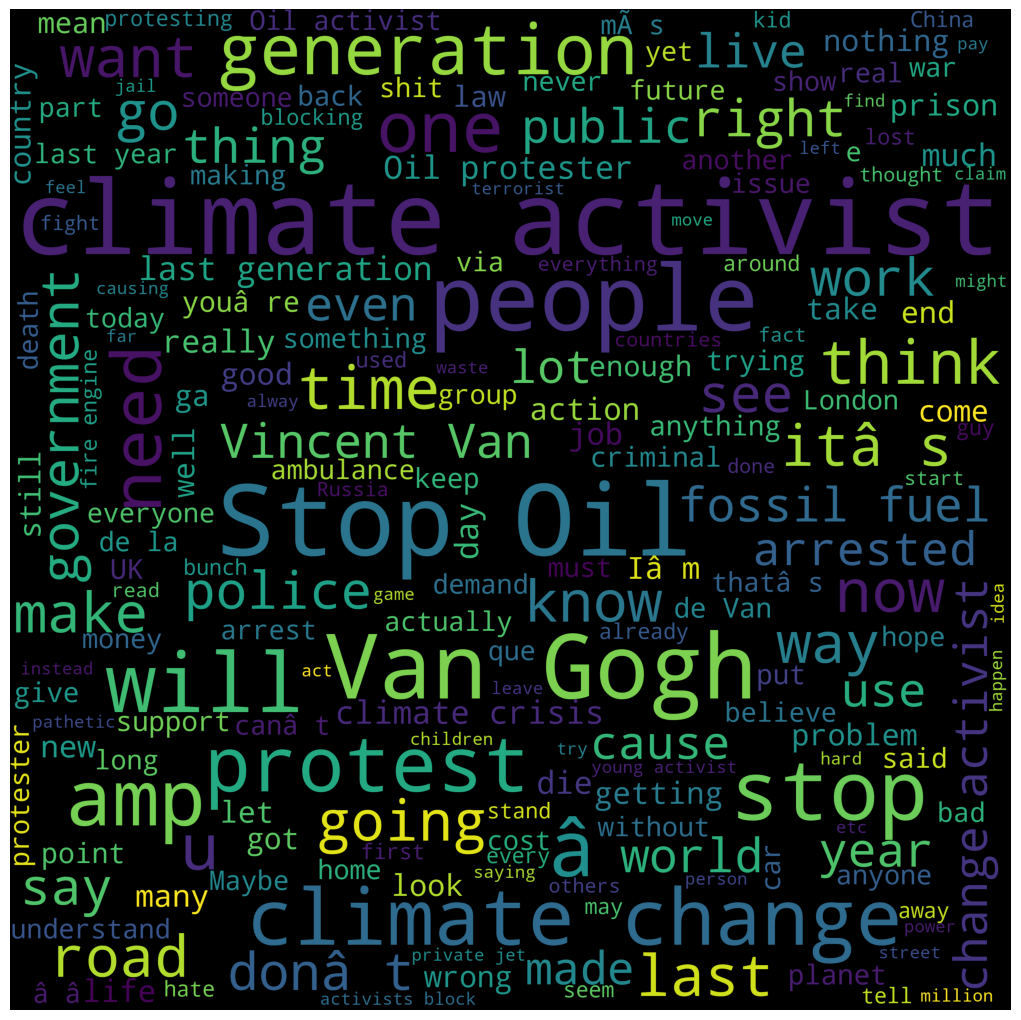 mean
protesting
Oil activist
mÃ s
kid
China
want
generation
yet
live
nothing
pay
country
jail
someone
back
shit
law
never
future
show
real
war
part
go
blocking
one
public
right
find
prison
last year
thing
Oil protester
another
left
e
lost
much
making
issue
thought
claim
feel
terrorist
climate activist
fight
move
last generation
via
everything
around
work
might
causing
youâ re
even
people
take
end
death
today
something
countries
fact
far
really
used
waste
lot
enough
trying
think
government
need
good
time
group
see
London
fire engine
ga
alway
action
anything
come
well
Vincent Van
job
itâ s
guy
still
ambulance
keep
criminal
done
start
Russia
everyone
Stop Oil
day
fossil fuel
de la
arrested
UK
bunch
must
Iâ m
thatâ s
read
police
demand
know
de Van
now
make
game
idea
money
arrest
actually
already
way
hope
instead
will
act
Van Gogh
que
put
change activist
happen
give
leave
use
pathetic
support
canâ t
climate crisis
believe
new
children
cause
problem
protester
long
protest
try
hard
said
young activist
amp
die
getting
stop
let
going
stand
bad
u
got
cost
â
without
etc
point
first
every
world
car
year
say
home
saying
anyone
many
Maybe
look
others
person
understand
climate change
may
away
power
road
donâ t
private jet
wrong
made
last
planet
street
â â
life
hate
activists block
seem
tell
million